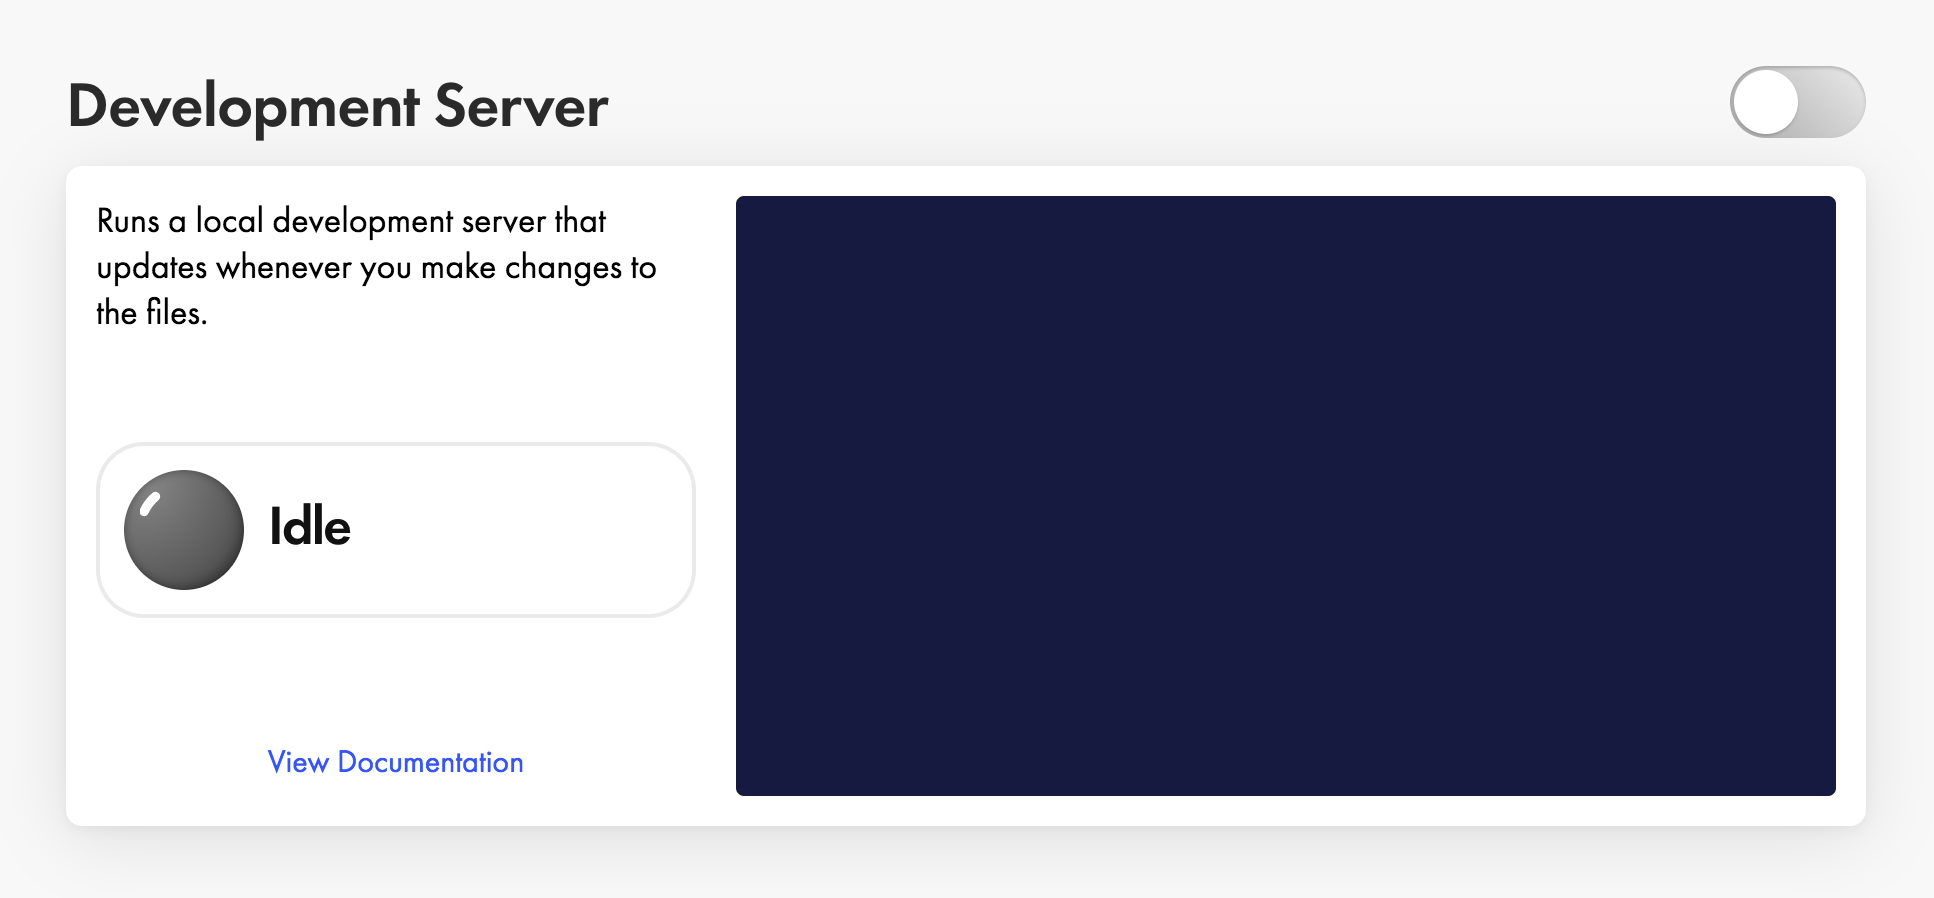 Development Server
Runs a local development server that
updates whenever you make changes to
the files.
Idle
View Documentation